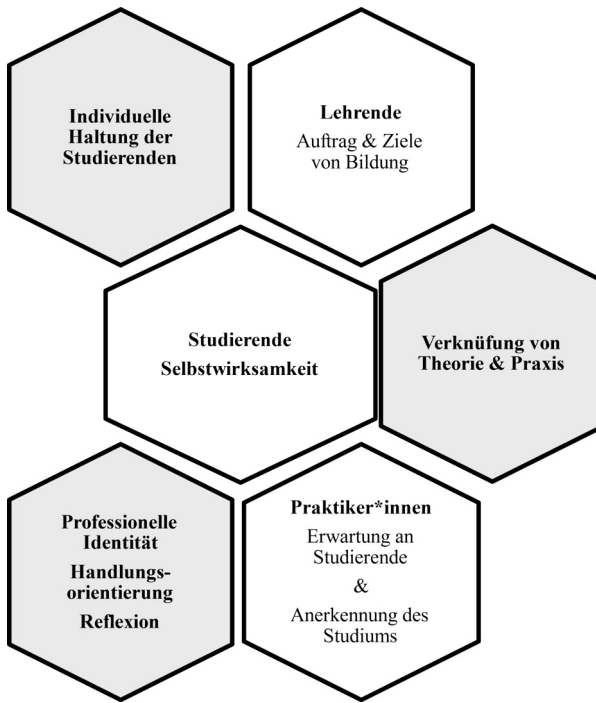 Individuelle
Haltung der
Studierenden
Lehrende
Auftrag & Ziele
von Bildung
Studierende
Selbstwirksamkeit
Verknüfung von
Theorie & Praxis
Professionelle
Identität
Handlungs-
orientierung
Reflexion
Praktiker*innen
Erwartung an
Studierende
&
Anerkennung des
Studiums